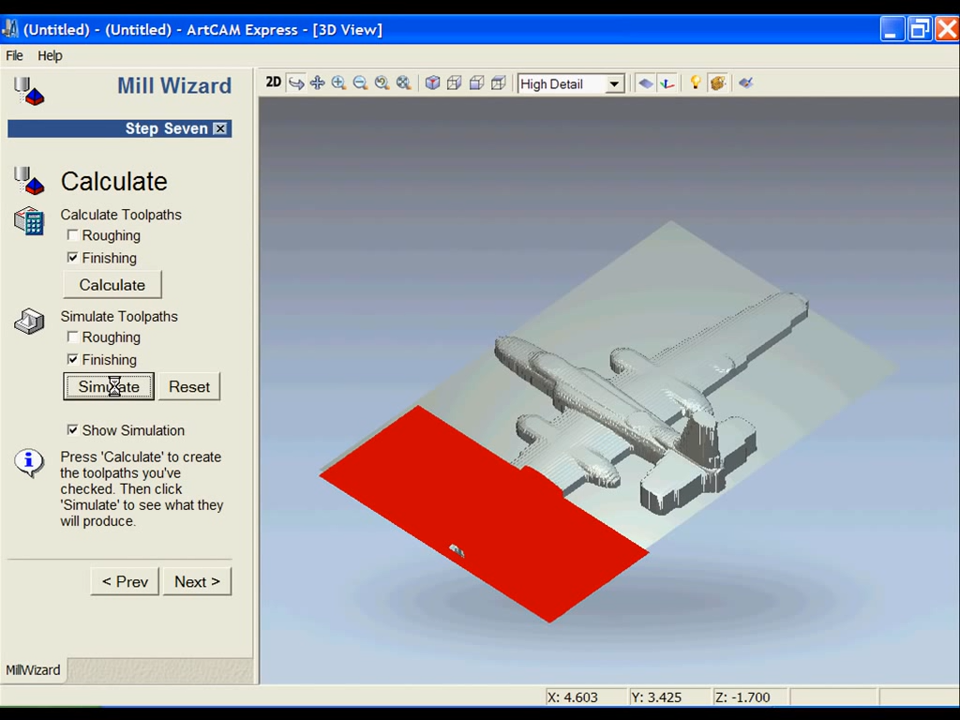 (Untitled) - (Untitled) - ArtCAM Express - [3D View]
File Help
Mill Wizard
2D
High Detail
Step Seven
Calculate
Calculate Toolpaths
Roughing
Finishing
Calculate
Simulate Toolpaths
Roughing
Finishing
Simulate Reset
Show Simulation
Press 'Calculate' to create
the toolpaths you've
checked. Then click
'Simulate' to see what they
will produce.
< Prev Next >
MillWizard
X: 4.603 Y: 3.425 Z: -1.700